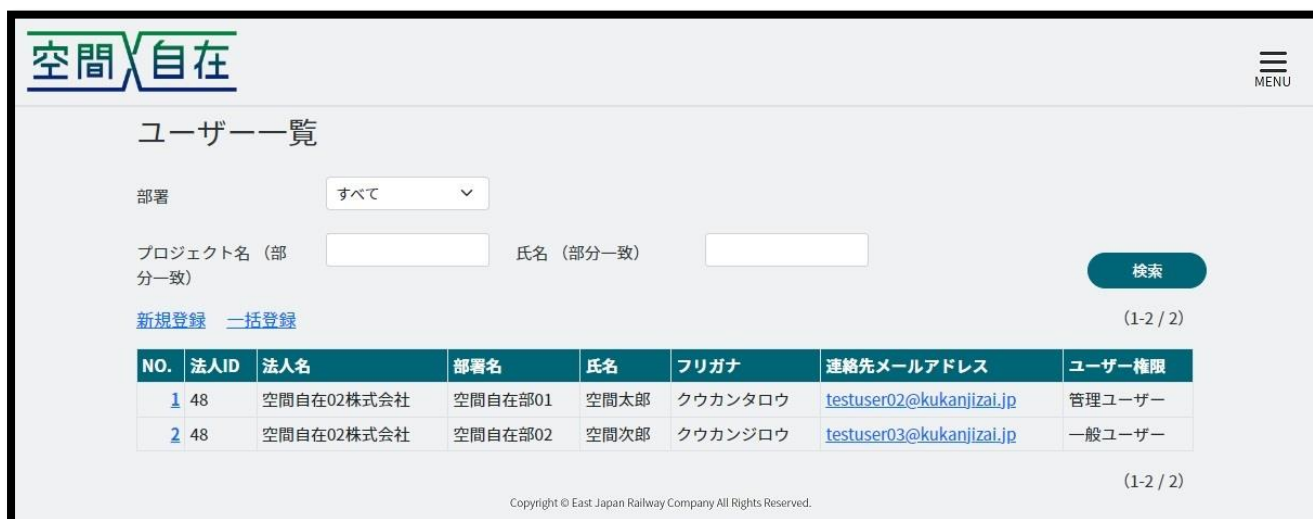 空間自在
MENU
ユーザー一覧
部署 すべて
プロジェクト名 （部分一致） 氏名 （部分一致）
検索
新規登録 一括登録 （1-2 / 2）
NO. 法人ID 法人名 部署名 氏名 フリガナ 連絡先メールアドレス ユーザー権限
1 48 空間自在02株式会社 空間自在部01 空間太郎 クウカンタロウ testuser02@kukanjizai.jp 管理ユーザー
2 48 空間自在02株式会社 空間自在部02 空間次郎 クウカンジロウ testuser03@kukanjizai.jp 一般ユーザー
（1-2 / 2）
Copyright © East Japan Railway Company All Rights Reserved.